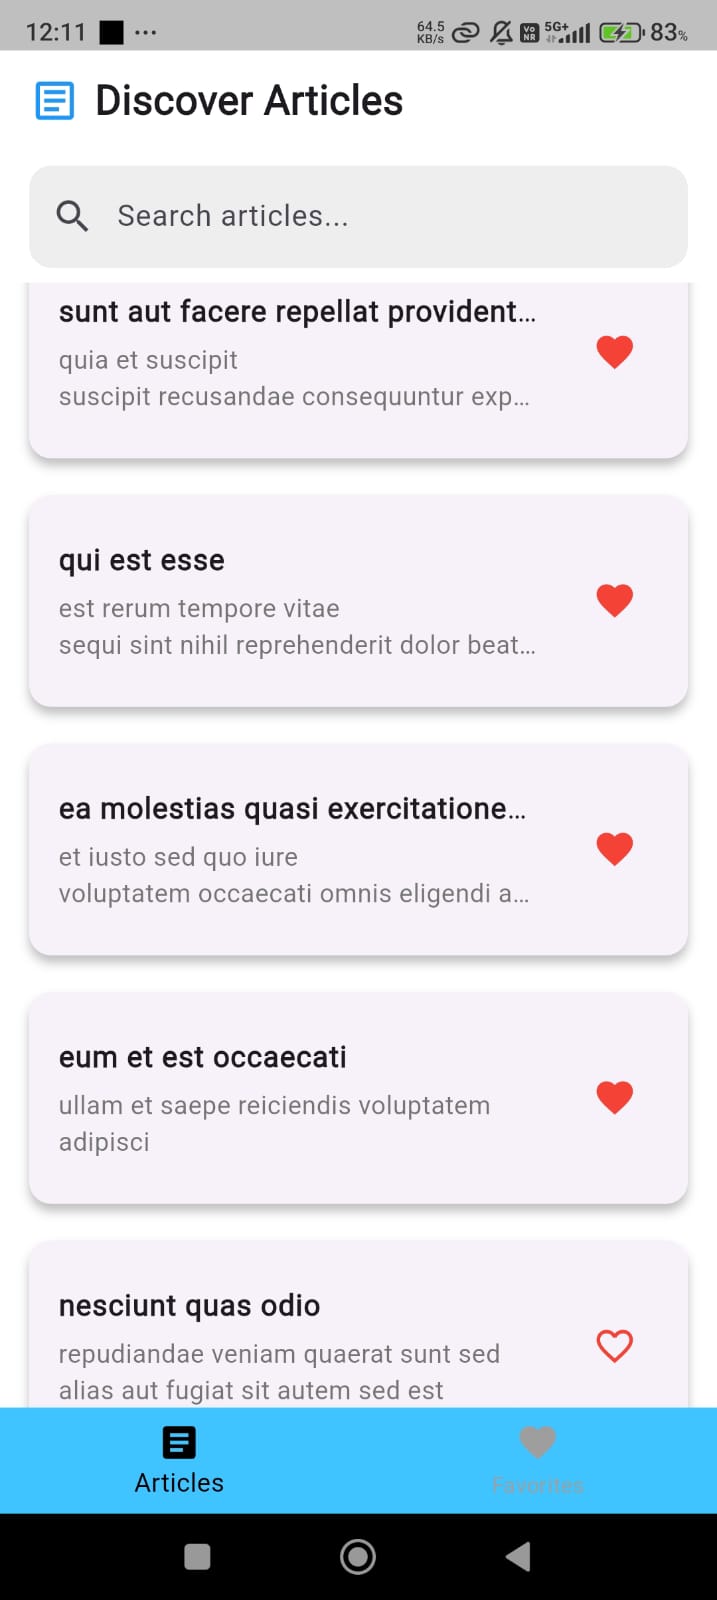 12:11
64.5
KB/s
Vo
NR
5G+
83%
Discover Articles
Search articles...
sunt aut facere repellat provident...
quia et suscipit
suscipit recusandae consequuntur exp...
qui est esse
est rerum tempore vitae
sequi sint nihil reprehenderit dolor beat...
ea molestias quasi exercitatione...
et iusto sed quo iure
voluptatem occaecati omnis eligendi a...
eum et est occaecati
ullam et saepe reiciendis voluptatem
adipisci
nesciunt quas odio
repudiandae veniam quaerat sunt sed
alias aut fugiat sit autem sed est
Articles
Favorites